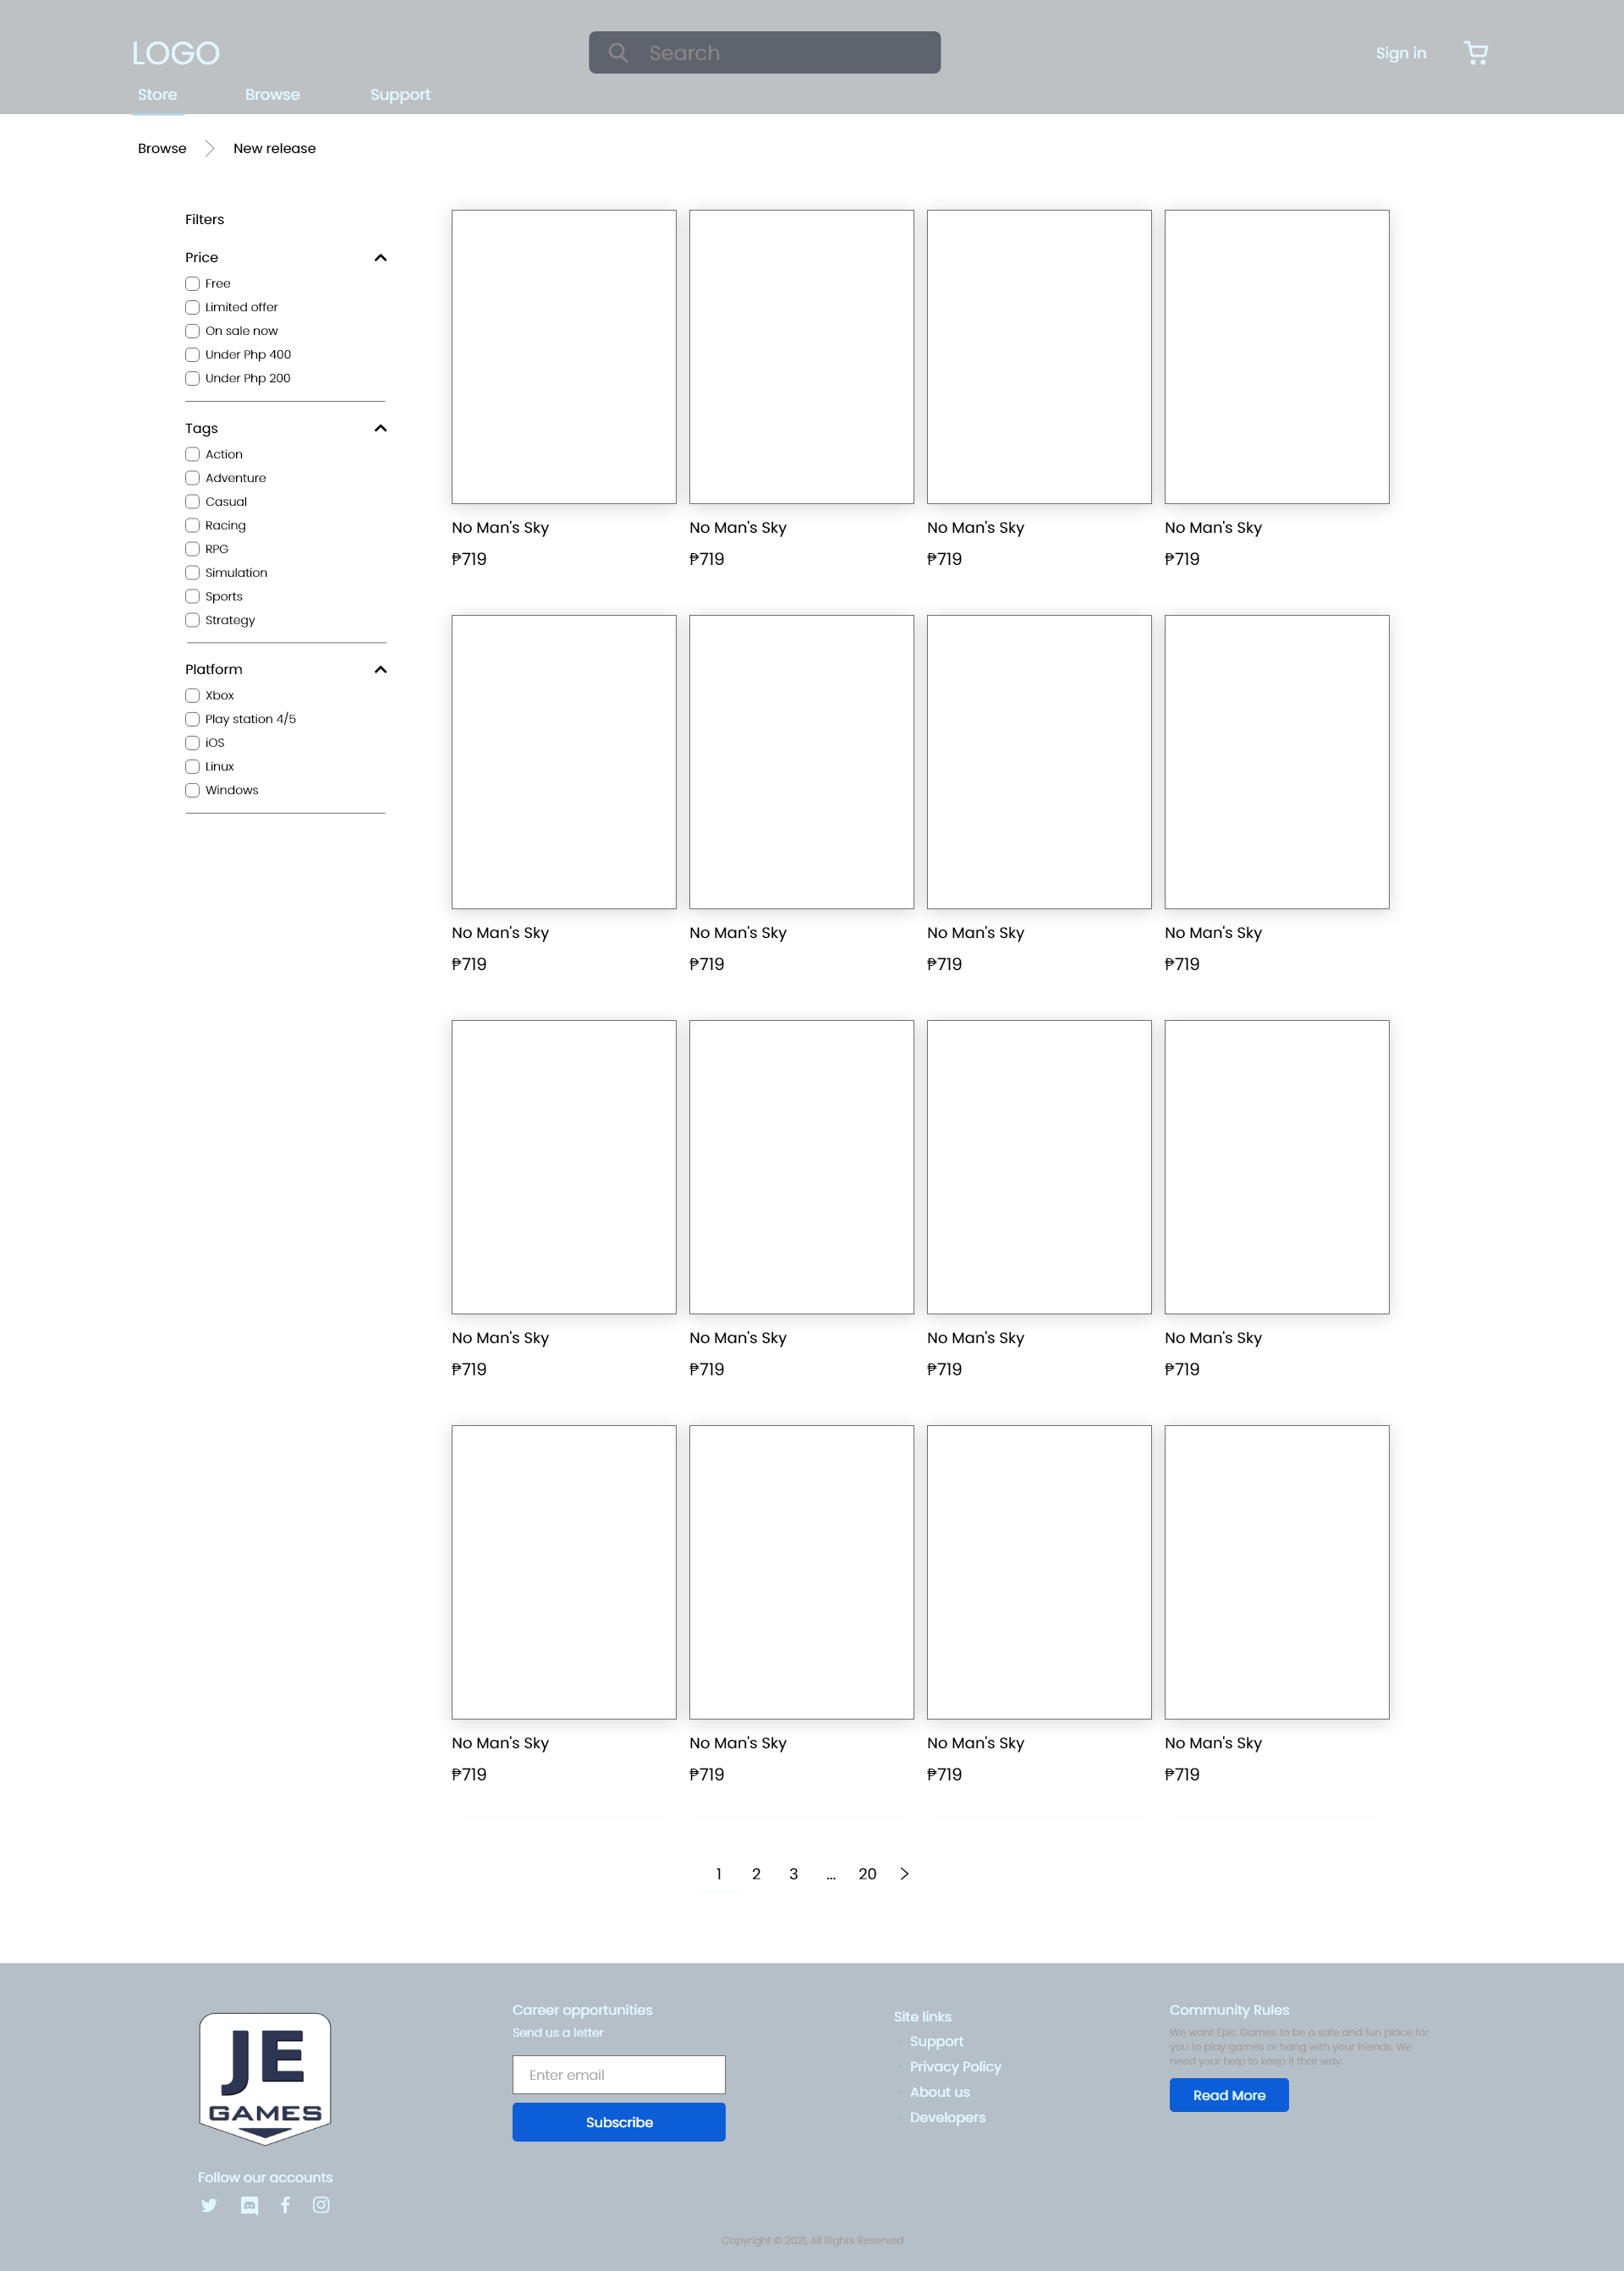 LOGO
Search
Sign in
Store
Browse
Support
Browse
New release
Filters
Price
Free
Limited offer
On sale now
Under Php 400
Under Php 200
Tags
Action
Adventure
Casual
Racing
RPG
Simulation
Sports
Strategy
Platform
Xbox
Play station 4/5
iOS
Linux
Windows
No Man's Sky
₱719
No Man's Sky
₱719
No Man's Sky
₱719
No Man's Sky
₱719
No Man's Sky
₱719
No Man's Sky
₱719
No Man's Sky
₱719
No Man's Sky
₱719
No Man's Sky
₱719
No Man's Sky
₱719
No Man's Sky
₱719
No Man's Sky
₱719
No Man's Sky
₱719
No Man's Sky
₱719
No Man's Sky
₱719
No Man's Sky
₱719
1 2 3 ... 20
JE
GAMES
Follow our accounts
Career opportunities
Send us a letter
Enter email
Subscribe
Site links
Support
Privacy Policy
About us
Developers
Community Rules
We want Epic Games to be a safe and fun place for
you to play games or hang with your friends. We
need your help to keep it that way.
Read More
Copyright © 2021, All Rights Reserved